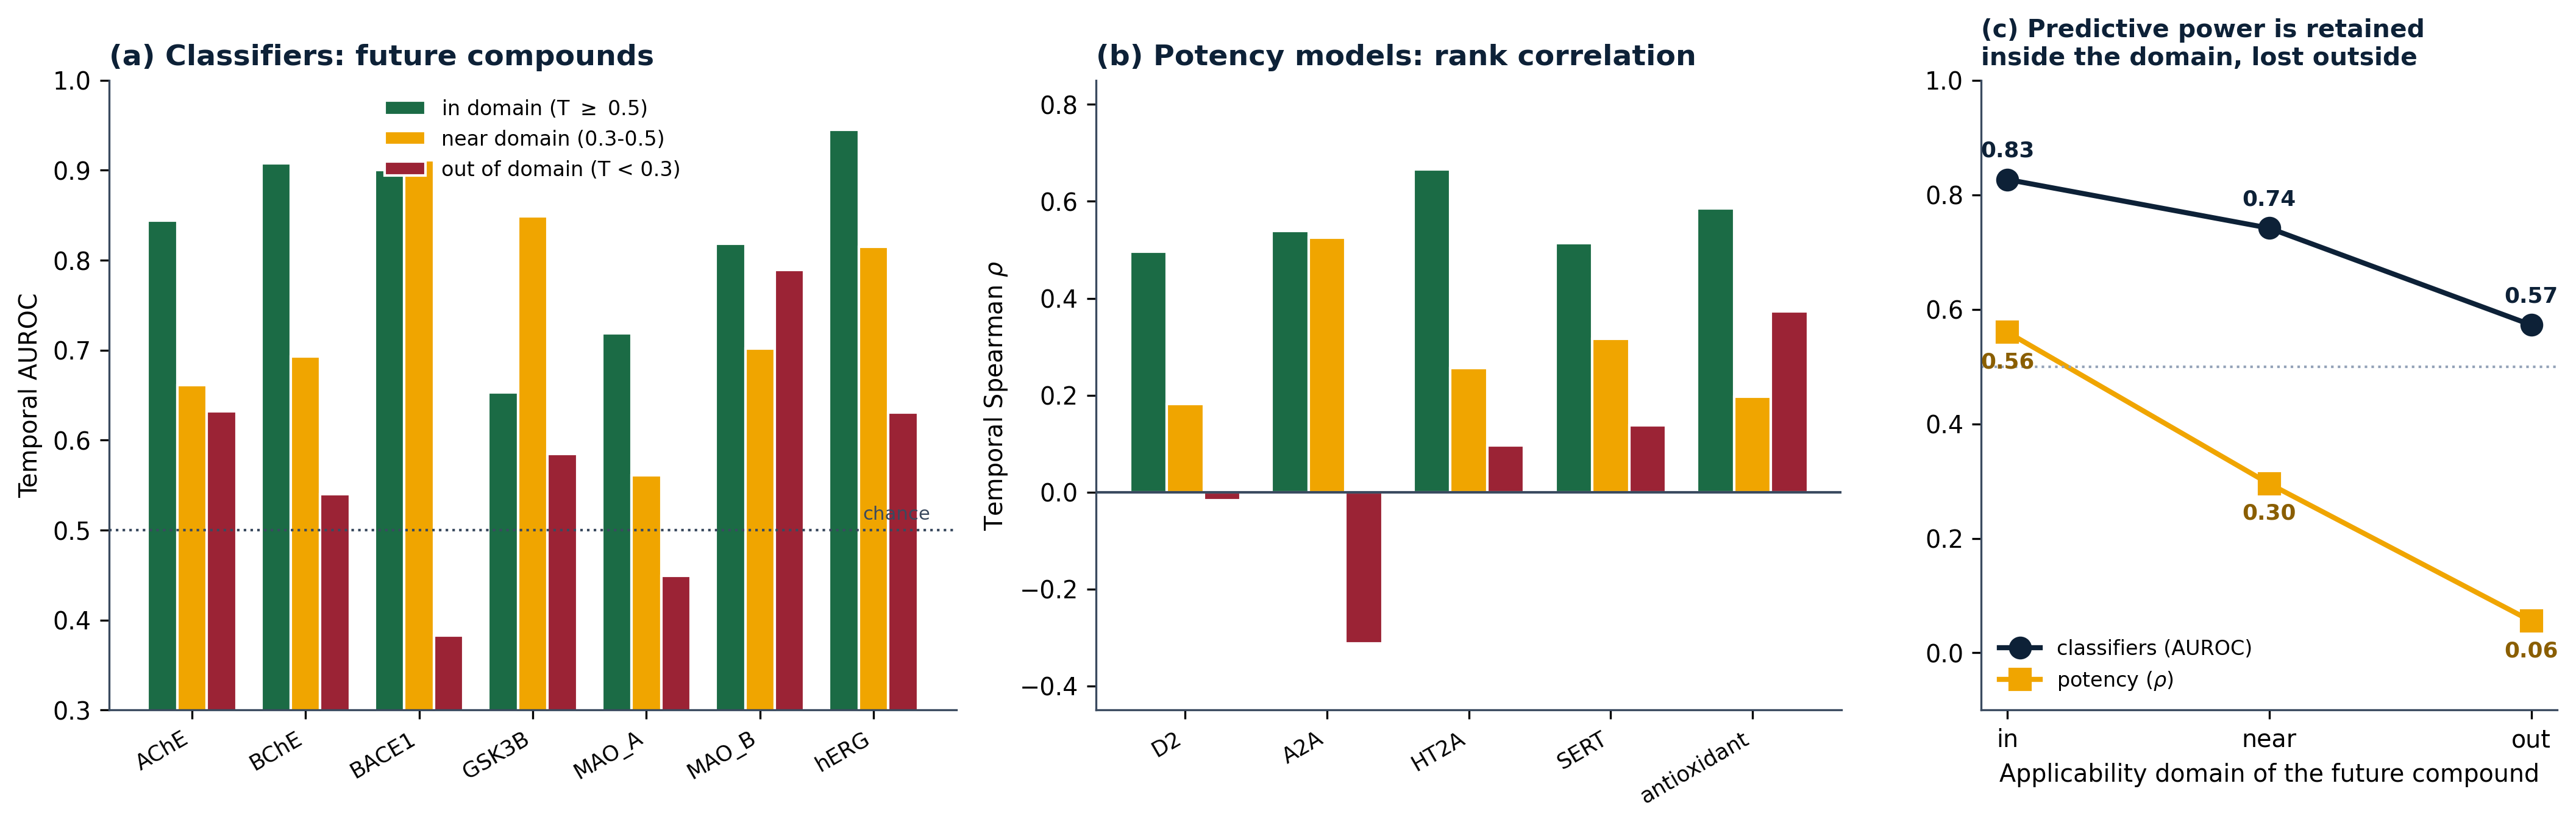 (a) Classifiers: future compounds
1.0
0.9
0.8
0.7
0.6
0.5
0.4
0.3
Temporal AUROC
in domain (T ≥ 0.5)
near domain (0.3-0.5)
out of domain (T < 0.3)
chance
AChE
BChE
BACE1
GSK3B
MAO_A
MAO_B
hERG
(b) Potency models: rank correlation
0.8
0.6
0.4
0.2
0.0
−0.2
−0.4
Temporal Spearman ρ
D2
A2A
HT2A
SERT
antioxidant
(c) Predictive power is retained
inside the domain, lost outside
1.0
0.8
0.6
0.4
0.2
0.0
0.83
0.74
0.57
0.56
0.30
0.06
classifiers (AUROC)
potency (ρ)
in
near
out
Applicability domain of the future compound